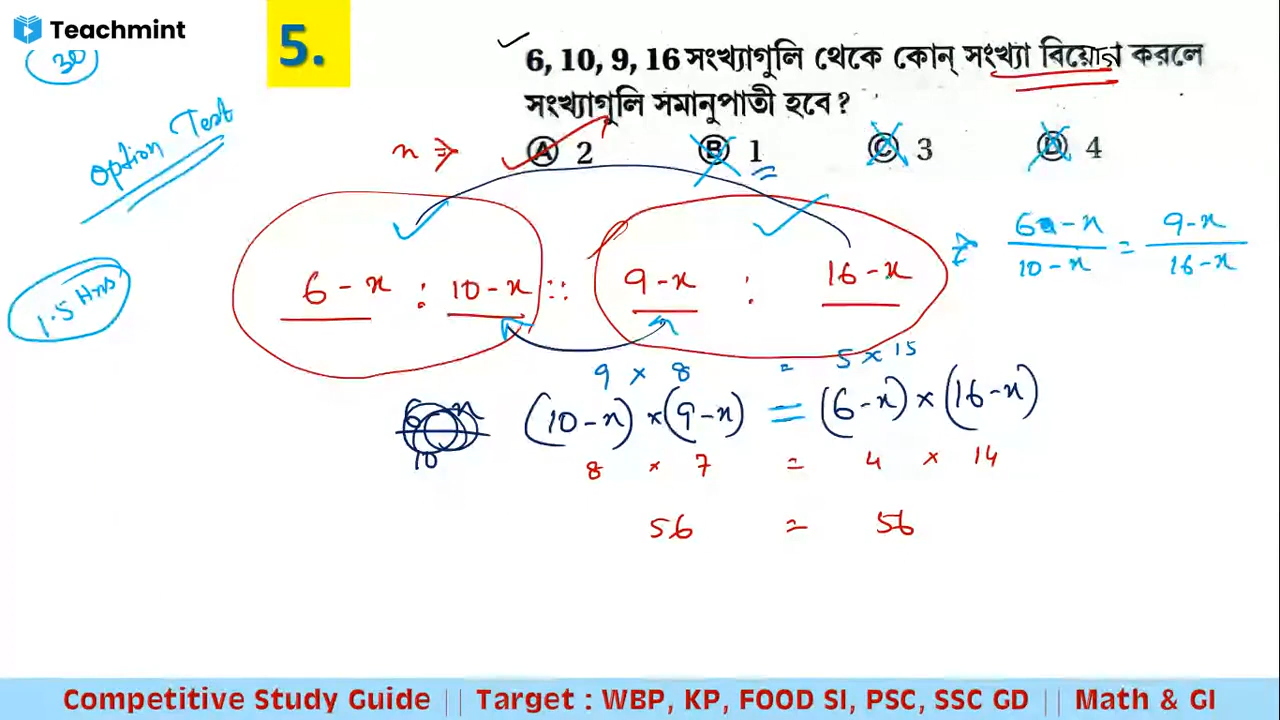 Teachmint
30
5.
6, 10, 9, 16 সংখ্যাগুলি থেকে কোন্ সংখ্যা বিয়োগ করলে
সংখ্যাগুলি সমানুপাতী হবে ?
Option Test
x ⇒ A 2 B 1 C 3 D 4
6 - x : 10 - x :: 9 - x : 16 - x
⇒ 6 - x / 10 - x = 9 - x / 16 - x
1.5 Hrs
9 × 8 = 5 × 15
(10 - x) × (9 - x) = (6 - x) × (16 - x)
10
8 × 7 = 4 × 14
56 = 56
Competitive Study Guide || Target : WBP, KP, FOOD SI, PSC, SSC GD || Math & GI